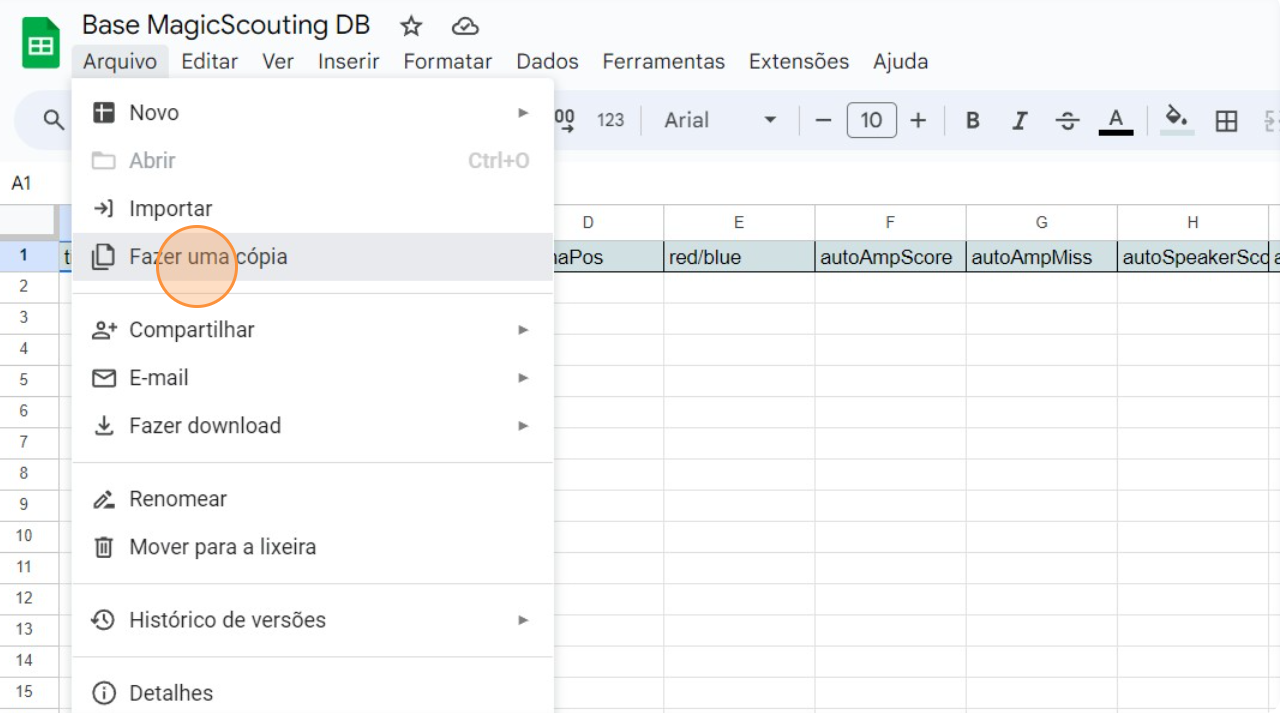 Base MagicScouting DB
Arquivo Editar Ver Inserir Formatar Dados Ferramentas Extensões Ajuda
00 123 Arial 10 B I A
A1
Novo
Abrir Ctrl+O
Importar
Fazer uma cópia
Compartilhar
E-mail
Fazer download
Renomear
Mover para a lixeira
Histórico de versões
Detalhes
D E F G H
1 red/blue autoAmpScore autoAmpMiss autoSpeakerSco
2
3
4
5
6
7
8
9
10
11
12
13
14
15